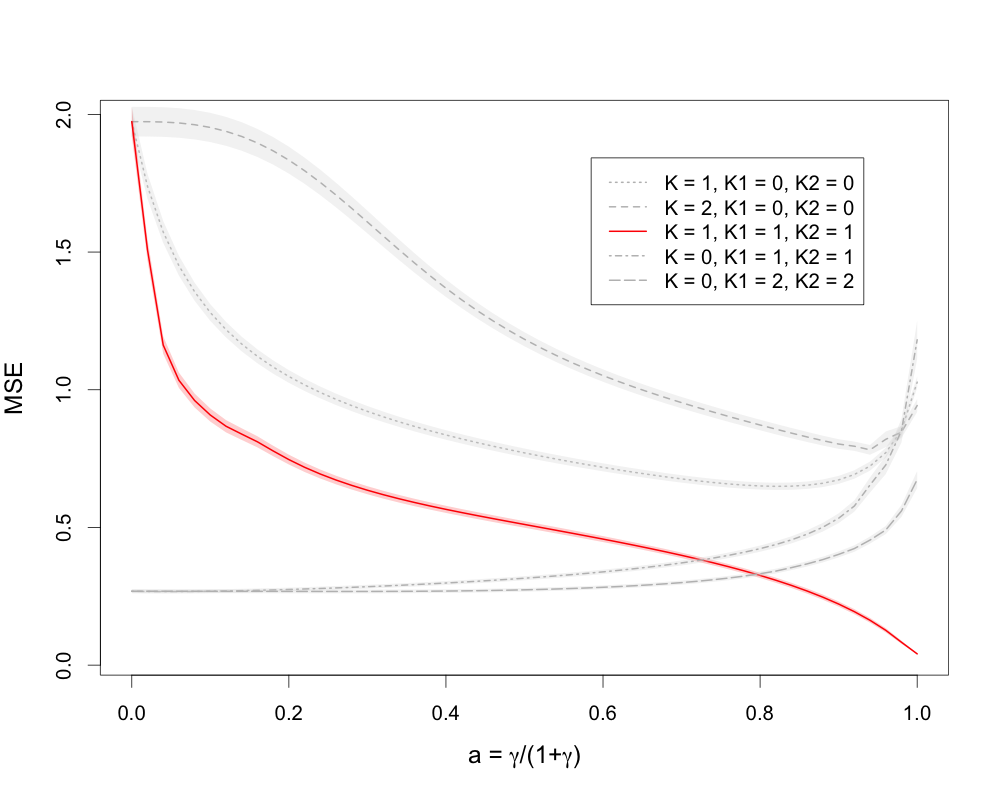 2.0
1.5
1.0
0.5
0.0
MSE
K = 1, K1 = 0, K2 = 0
K = 2, K1 = 0, K2 = 0
K = 1, K1 = 1, K2 = 1
K = 0, K1 = 1, K2 = 1
K = 0, K1 = 2, K2 = 2
0.0 0.2 0.4 0.6 0.8 1.0
a = γ/(1+γ)